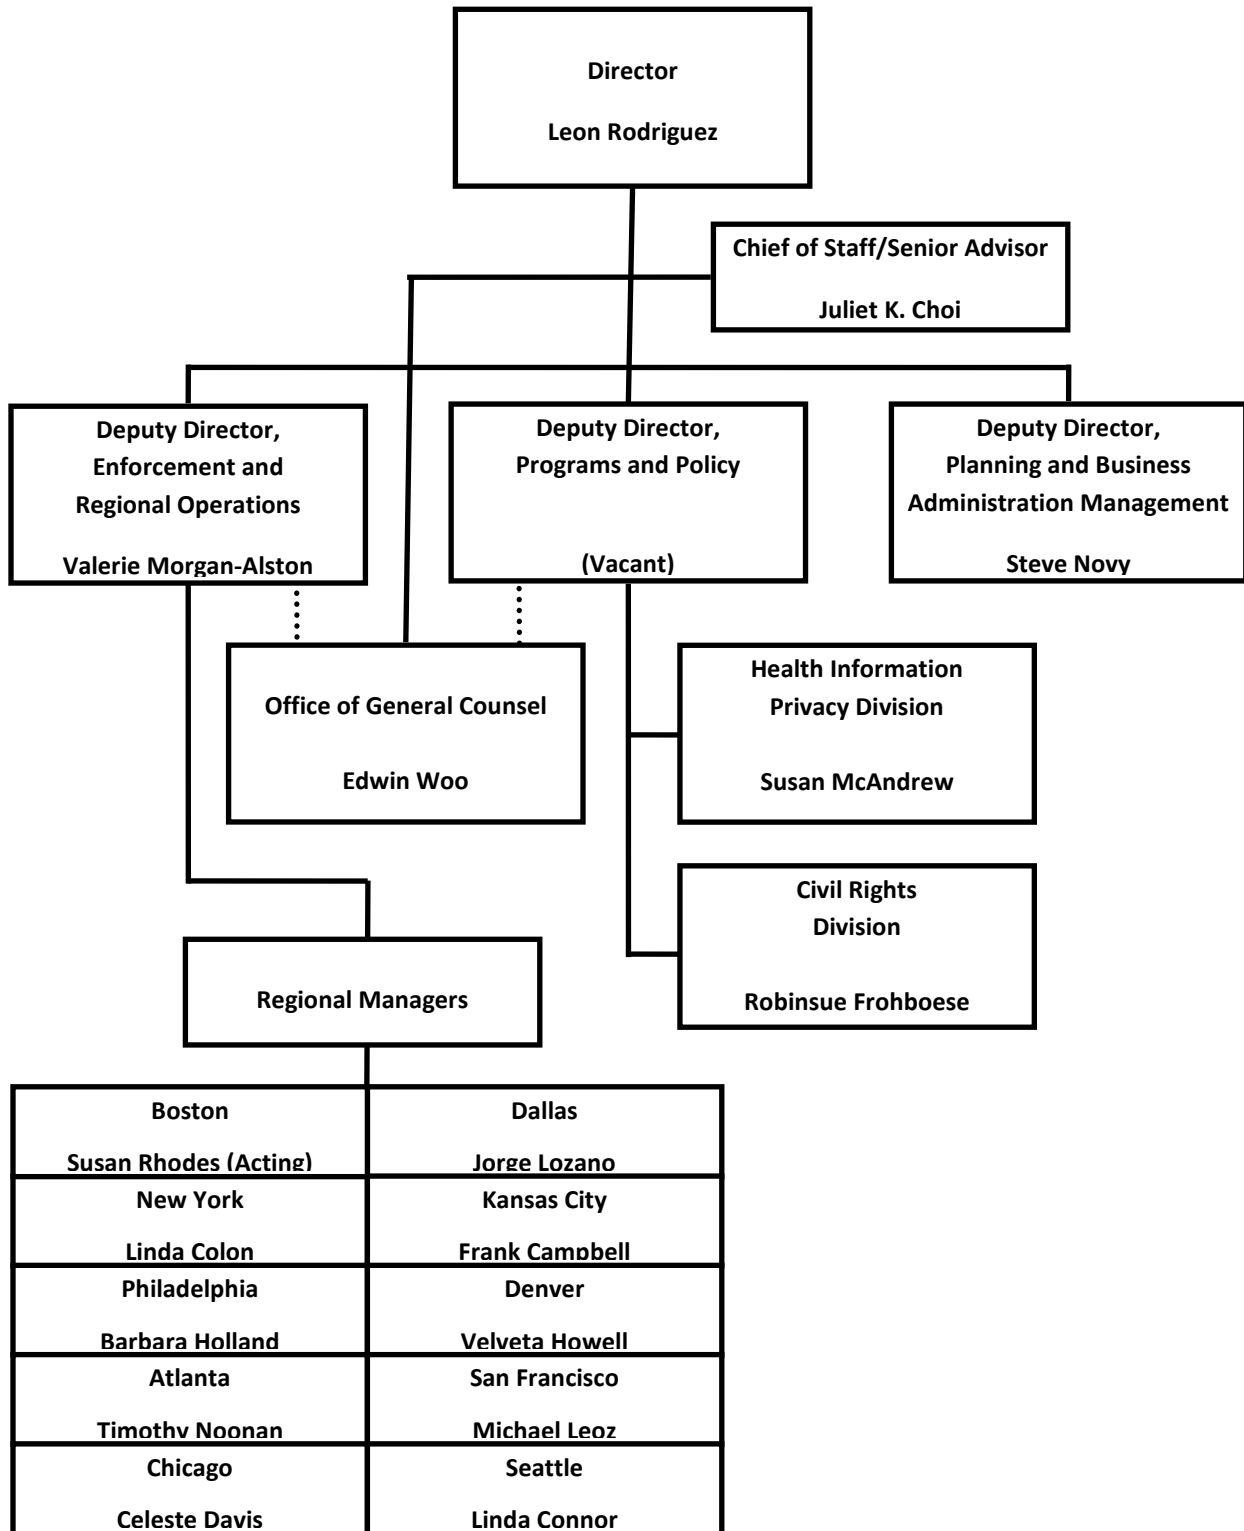 Director
Leon Rodriguez
Chief of Staff/Senior Advisor
Juliet K. Choi
Deputy Director,
Enforcement and
Regional Operations
Valerie Morgan-Alston
Deputy Director,
Programs and Policy
(Vacant)
Deputy Director,
Planning and Business
Administration Management
Steve Novy
Office of General Counsel
Edwin Woo
Health Information
Privacy Division
Susan McAndrew
Civil Rights
Division
Robinsue Frohboese
Regional Managers
Boston
Susan Rhodes (Acting)
Dallas
Jorge Lozano
New York
Linda Colon
Kansas City
Frank Campbell
Philadelphia
Barbara Holland
Denver
Velveta Howell
Atlanta
Timothy Noonan
San Francisco
Michael Leoz
Chicago
Celeste Davis
Seattle
Linda Connor